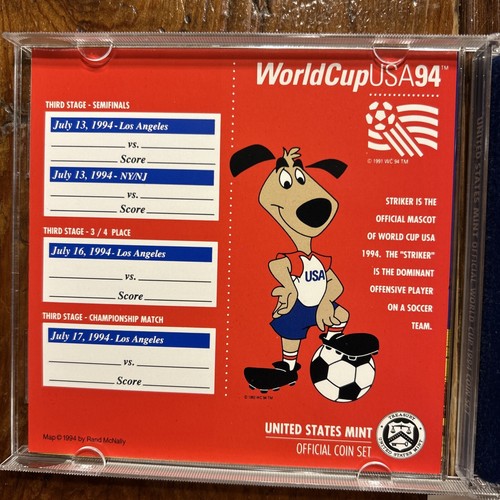 WorldCupUSA94™
© 1991 WC 94 TM
THIRD STAGE - SEMIFINALS
July 13, 1994 - Los Angeles
vs.
Score
July 13, 1994 - NY/NJ
vs.
Score
THIRD STAGE - 3 / 4 PLACE
July 16, 1994 - Los Angeles
vs.
Score
THIRD STAGE - CHAMPIONSHIP MATCH
July 17, 1994 - Los Angeles
vs.
Score
Map © 1994 by Rand McNally
USA
STRIKER IS THE
OFFICIAL MASCOT
OF WORLD CUP USA
1994. THE "STRIKER"
IS THE DOMINANT
OFFENSIVE PLAYER
ON A SOCCER
TEAM.
UNITED STATES MINT
OFFICIAL COIN SET
TREASURY
UNITED STATES MINT